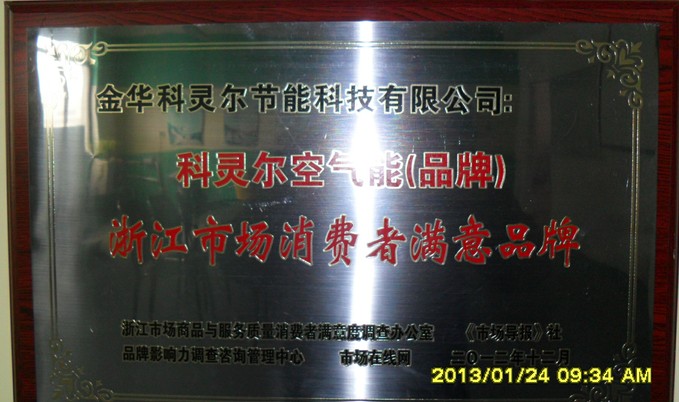 金华科灵尔节能科技有限公司:
科灵尔空气能(品牌)
浙江市场消费者满意品牌
浙江市场商品与服务质量消费者满意度调查办公室 《市场导报》社
品牌影响力调查咨询管理中心 市场在线网 二〇一二年十二月
2013/01/24 09:34 AM